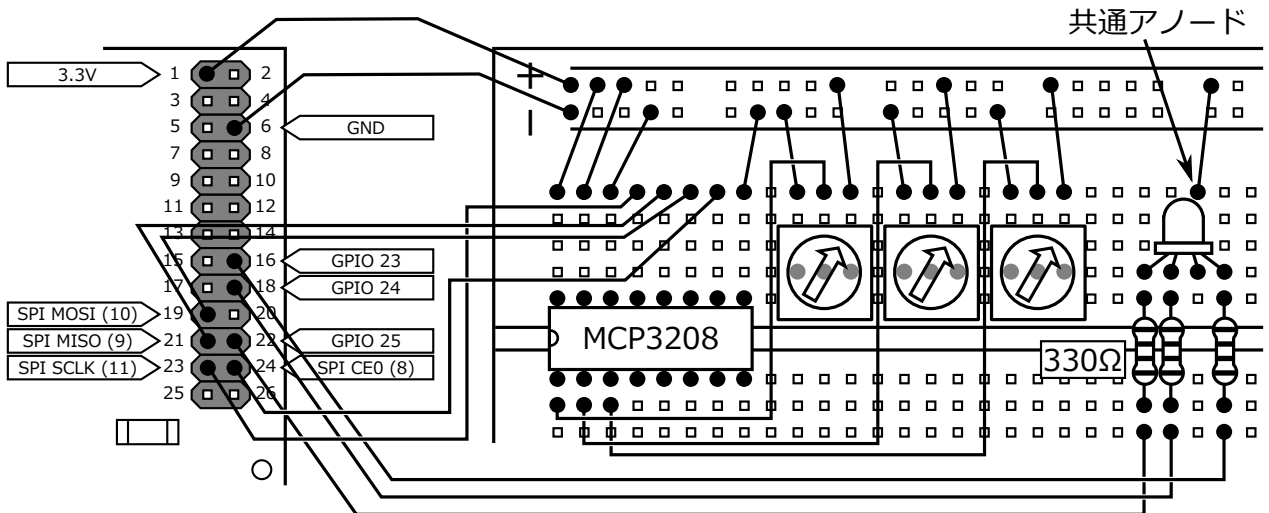 共通アノード
+
3.3V
1 2
3 4
5 6
GND
7 8
9 10
11 12
13 14
15 16
GPIO 23
17 18
GPIO 24
SPI MOSI (10)
19 20
SPI MISO (9)
21 22
GPIO 25
SPI SCLK (11)
23 24
SPI CE0 (8)
25 26
−
MCP3208
330Ω